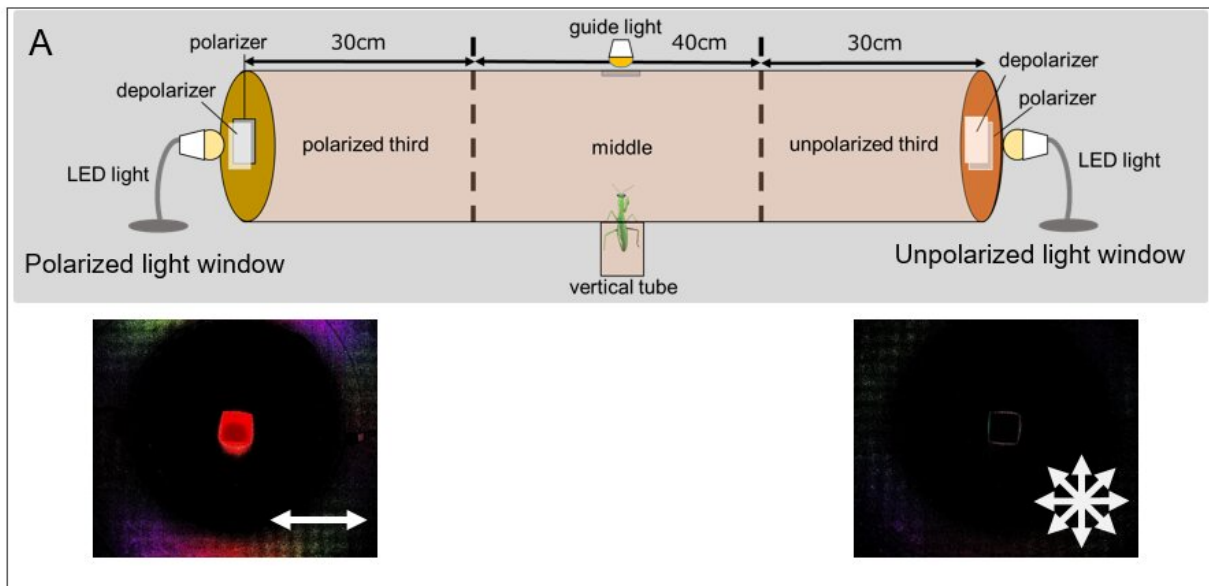 A
guide light
polarizer
30cm
40cm
30cm
depolarizer
depolarizer
polarizer
polarized third
middle
unpolarized third
LED light
LED light
Polarized light window
Unpolarized light window
vertical tube